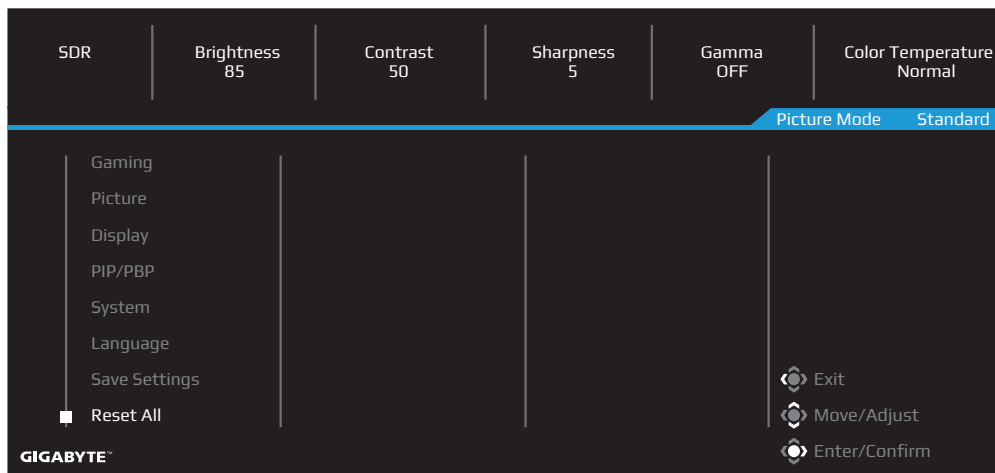 SDR
Brightness
85
Contrast
50
Sharpness
5
Gamma
OFF
Color Temperature
Normal
Picture Mode Standard
Gaming
Picture
Display
PIP/PBP
System
Language
Save Settings
Reset All
Exit
Move/Adjust
Enter/Confirm
GIGABYTE™